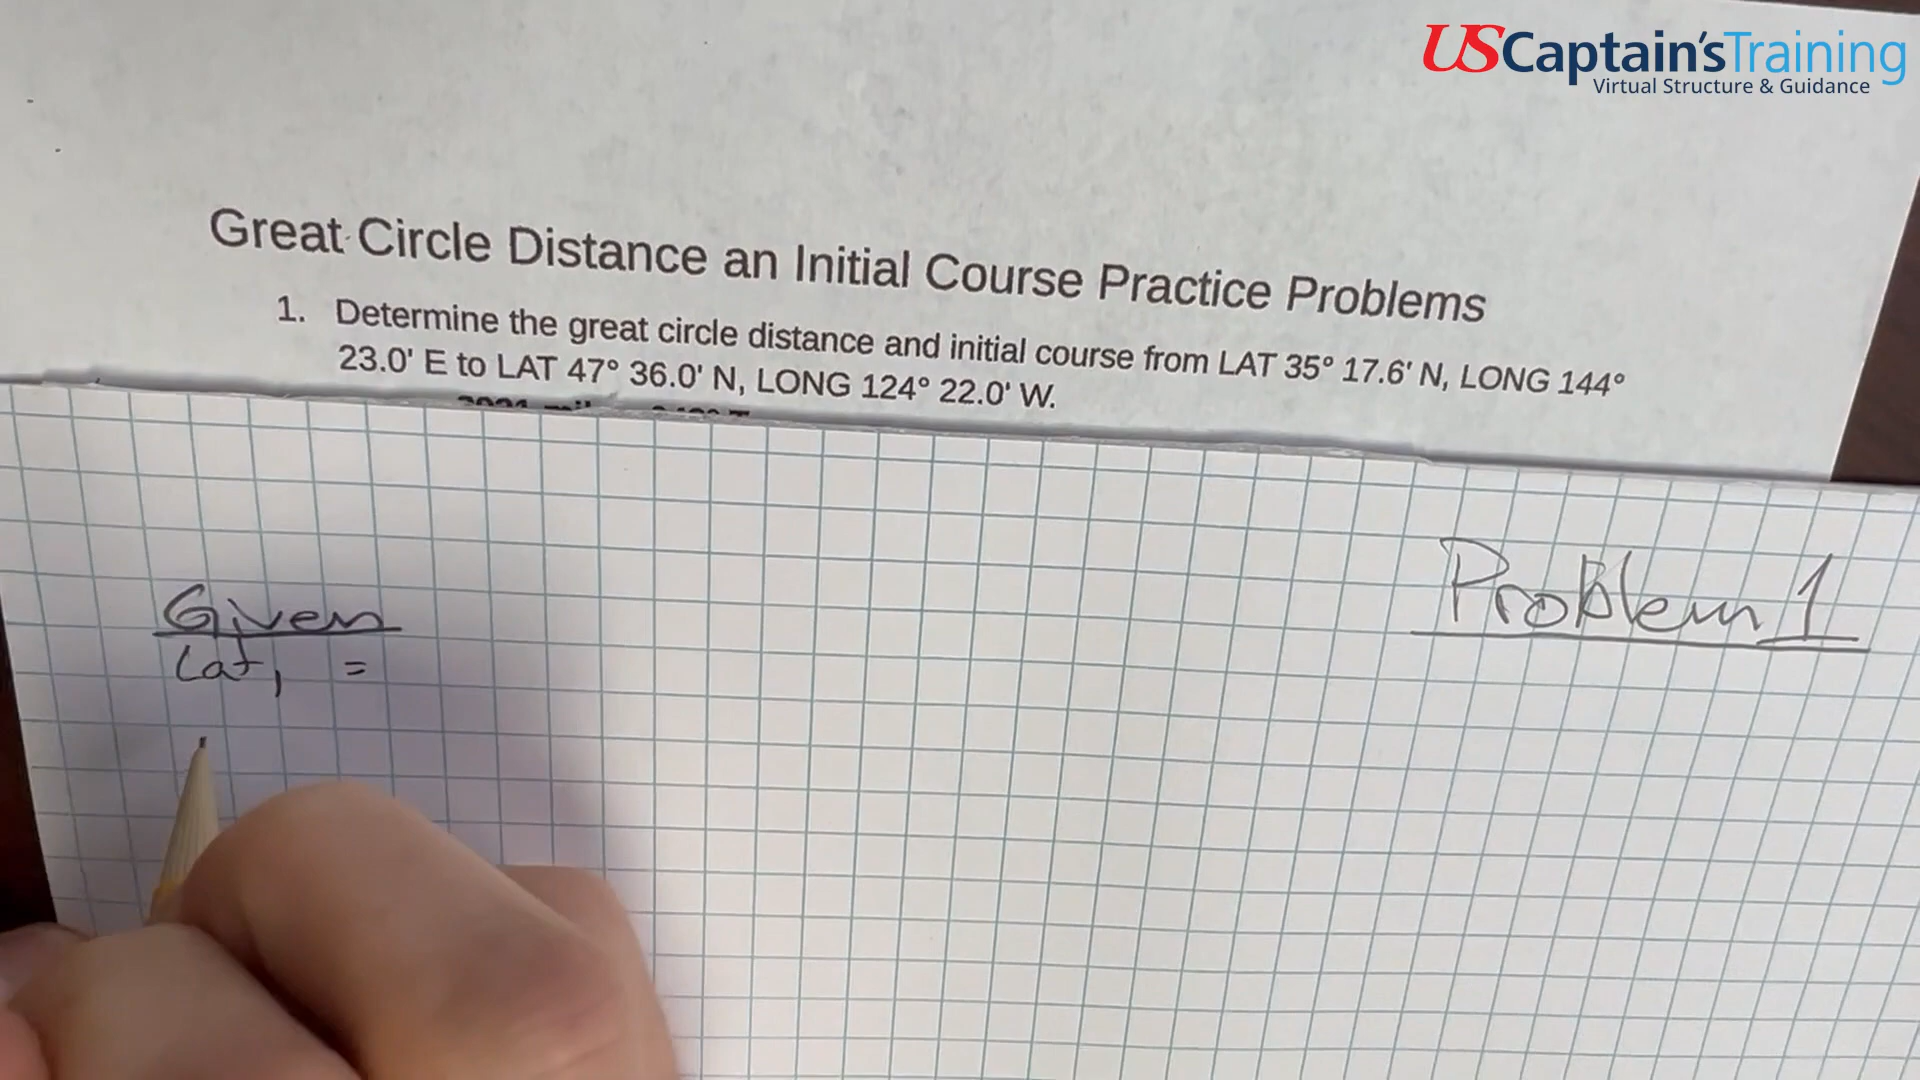 USCaptain'sTraining
Virtual Structure & Guidance
Great Circle Distance an Initial Course Practice Problems
1. Determine the great circle distance and initial course from LAT 35° 17.6' N, LONG 144°
23.0' E to LAT 47° 36.0' N, LONG 124° 22.0' W.
Problem 1
Given
Lat, =